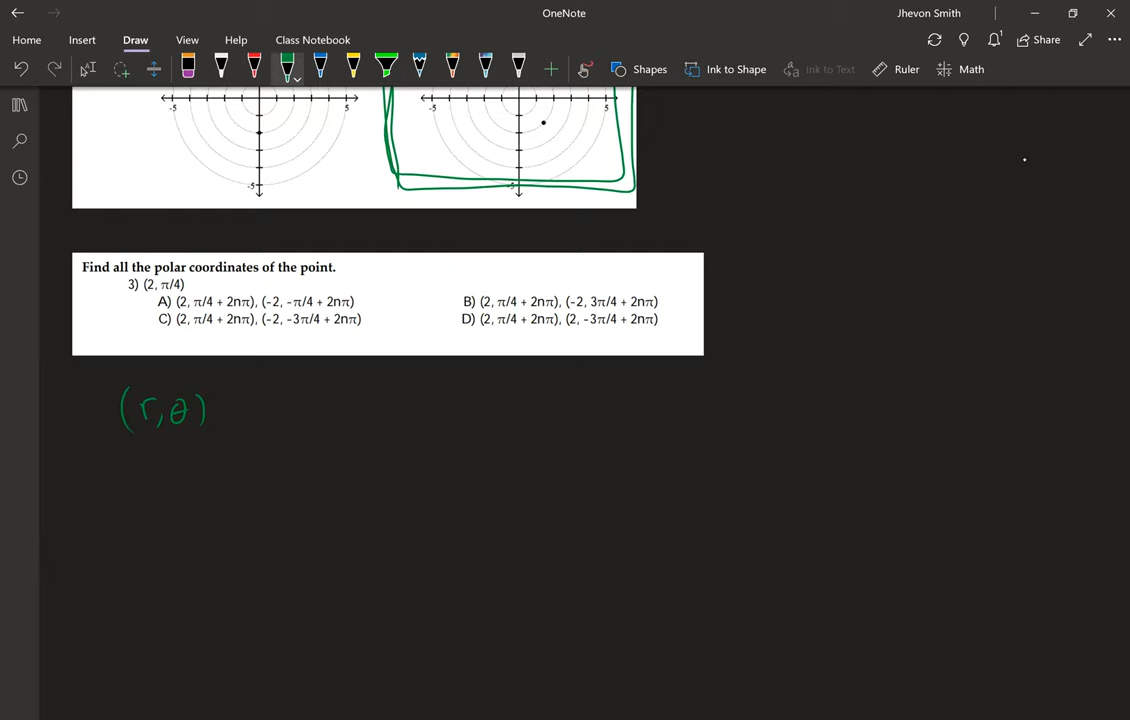 OneNote
Jhevon Smith
Home Insert Draw View Help Class Notebook
1 Share
Shapes Ink to Shape Ink to Text Ruler Math
-5 5 -5 5
-5 -5
Find all the polar coordinates of the point.
3) (2, π/4)
A) (2, π/4 + 2nπ), (-2, -π/4 + 2nπ) B) (2, π/4 + 2nπ), (-2, 3π/4 + 2nπ)
C) (2, π/4 + 2nπ), (-2, -3π/4 + 2nπ) D) (2, π/4 + 2nπ), (2, -3π/4 + 2nπ)
(r, θ)